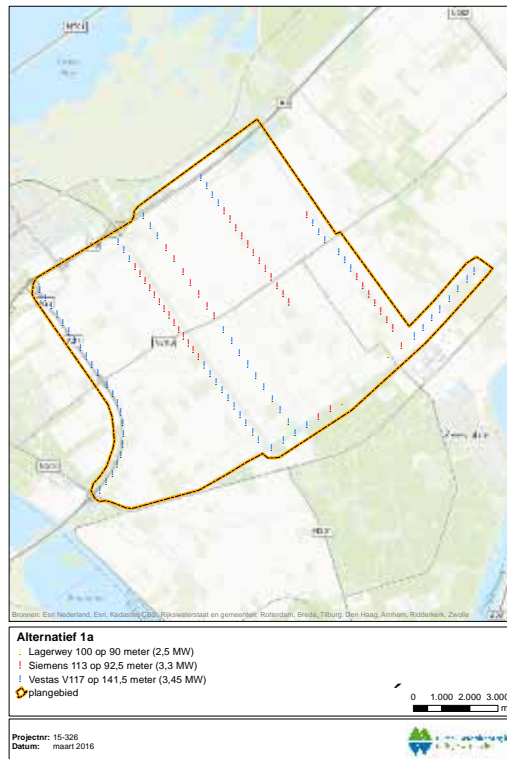 Bronnen: Esri Nederland, Esri, Kadaster, CBS, Rijkswaterstaat en gemeenten: Rotterdam, Breda, Tilburg, Den Haag, Arnhem, Ridderkerk, Zwolle
Alternatief 1a
Lagerwey 100 op 90 meter (2,5 MW)
Siemens 113 op 92,5 meter (3,3 MW)
Vestas V117 op 141,5 meter (3,45 MW)
plangebied
0 1.000 2.000 3.000
m
Projectnr: 15-326
Datum: maart 2016